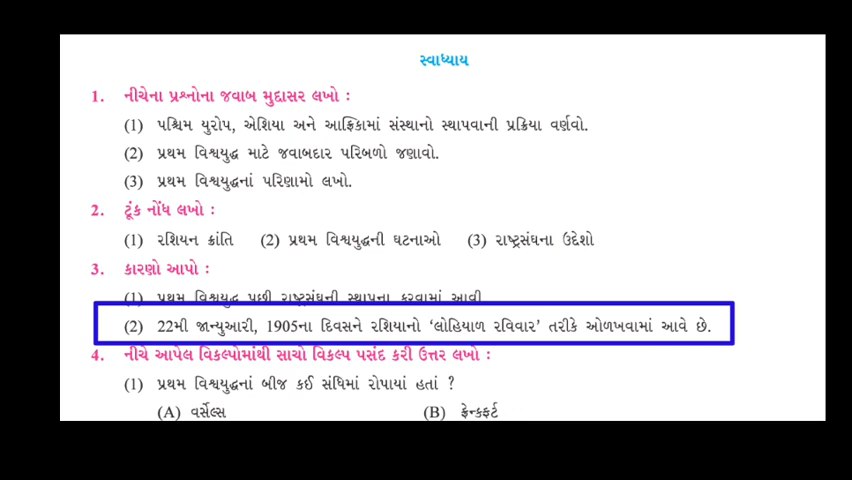 સ્વાધ્યાય
1. નીચેના પ્રશ્નોના જવાબ મુદ્દાસર લખો :
(1) પશ્ચિમ યુરોપ, એશિયા અને આફ્રિકામાં સંસ્થાનો સ્થાપવાની પ્રક્રિયા વર્ણવો.
(2) પ્રથમ વિશ્વયુદ્ધ માટે જવાબદાર પરિબળો જણાવો.
(3) પ્રથમ વિશ્વયુદ્ધનાં પરિણામો લખો.
2. ટૂંક નોંધ લખો :
(1) રશિયન ક્રાંતિ (2) પ્રથમ વિશ્વયુદ્ધની ઘટનાઓ (3) રાષ્ટ્રસંઘના ઉદેશો
3. કારણો આપો :
(1) પ્રથમ વિશ્વયુદ્ધ પછી રાષ્ટ્રસંઘની સ્થાપના કરવામાં આવી
(2) 22મી જાન્યુઆરી, 1905ના દિવસને રશિયાનો ‘લોહિયાળ રવિવાર’ તરીકે ઓળખવામાં આવે છે.
4. નીચે આપેલ વિકલ્પોમાંથી સાચો વિકલ્પ પસંદ કરી ઉત્તર લખો :
(1) પ્રથમ વિશ્વયુદ્ધનાં બીજ કઈ સંધિમાં રોપાયાં હતાં ?
(A) વર્સેલ્સ (B) ફ્રેન્કફર્ટ